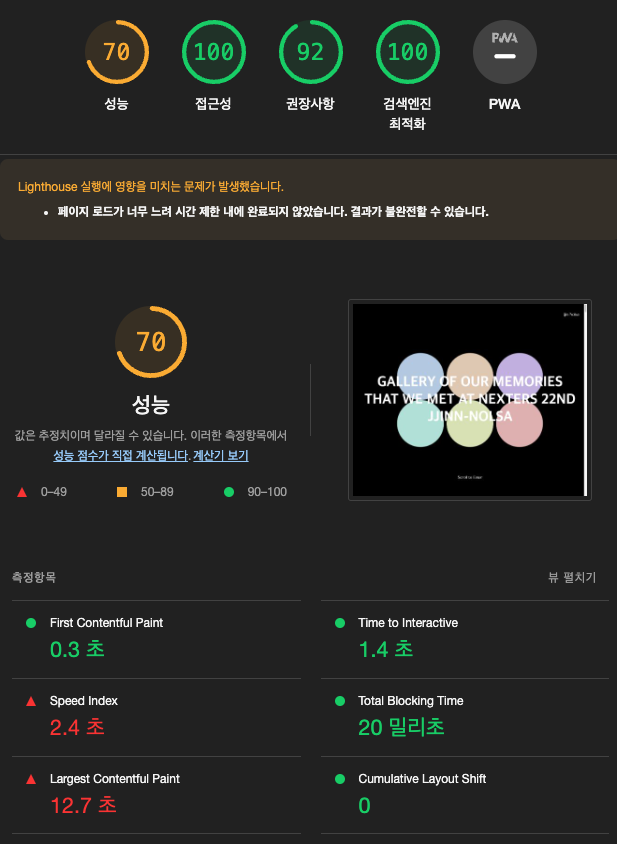 70
100
92
100
PWA
성능
접근성
권장사항
검색엔진
최적화
PWA
Lighthouse 실행에 영향을 미치는 문제가 발생했습니다.
• 페이지 로드가 너무 느려 시간 제한 내에 완료되지 않았습니다. 결과가 불완전할 수 있습니다.
70
성능
값은 추정치이며 달라질 수 있습니다. 이러한 측정항목에서
성능 점수가 직접 계산됩니다. 계산기 보기
0–49
50–89
90–100
GALLERY OF OUR MEMORIES
THAT WE MET AT NEXTERS 22ND
JJINN-NOLSA
측정항목
뷰 펼치기
First Contentful Paint
0.3 초
Time to Interactive
1.4 초
Speed Index
2.4 초
Total Blocking Time
20 밀리초
Largest Contentful Paint
12.7 초
Cumulative Layout Shift
0